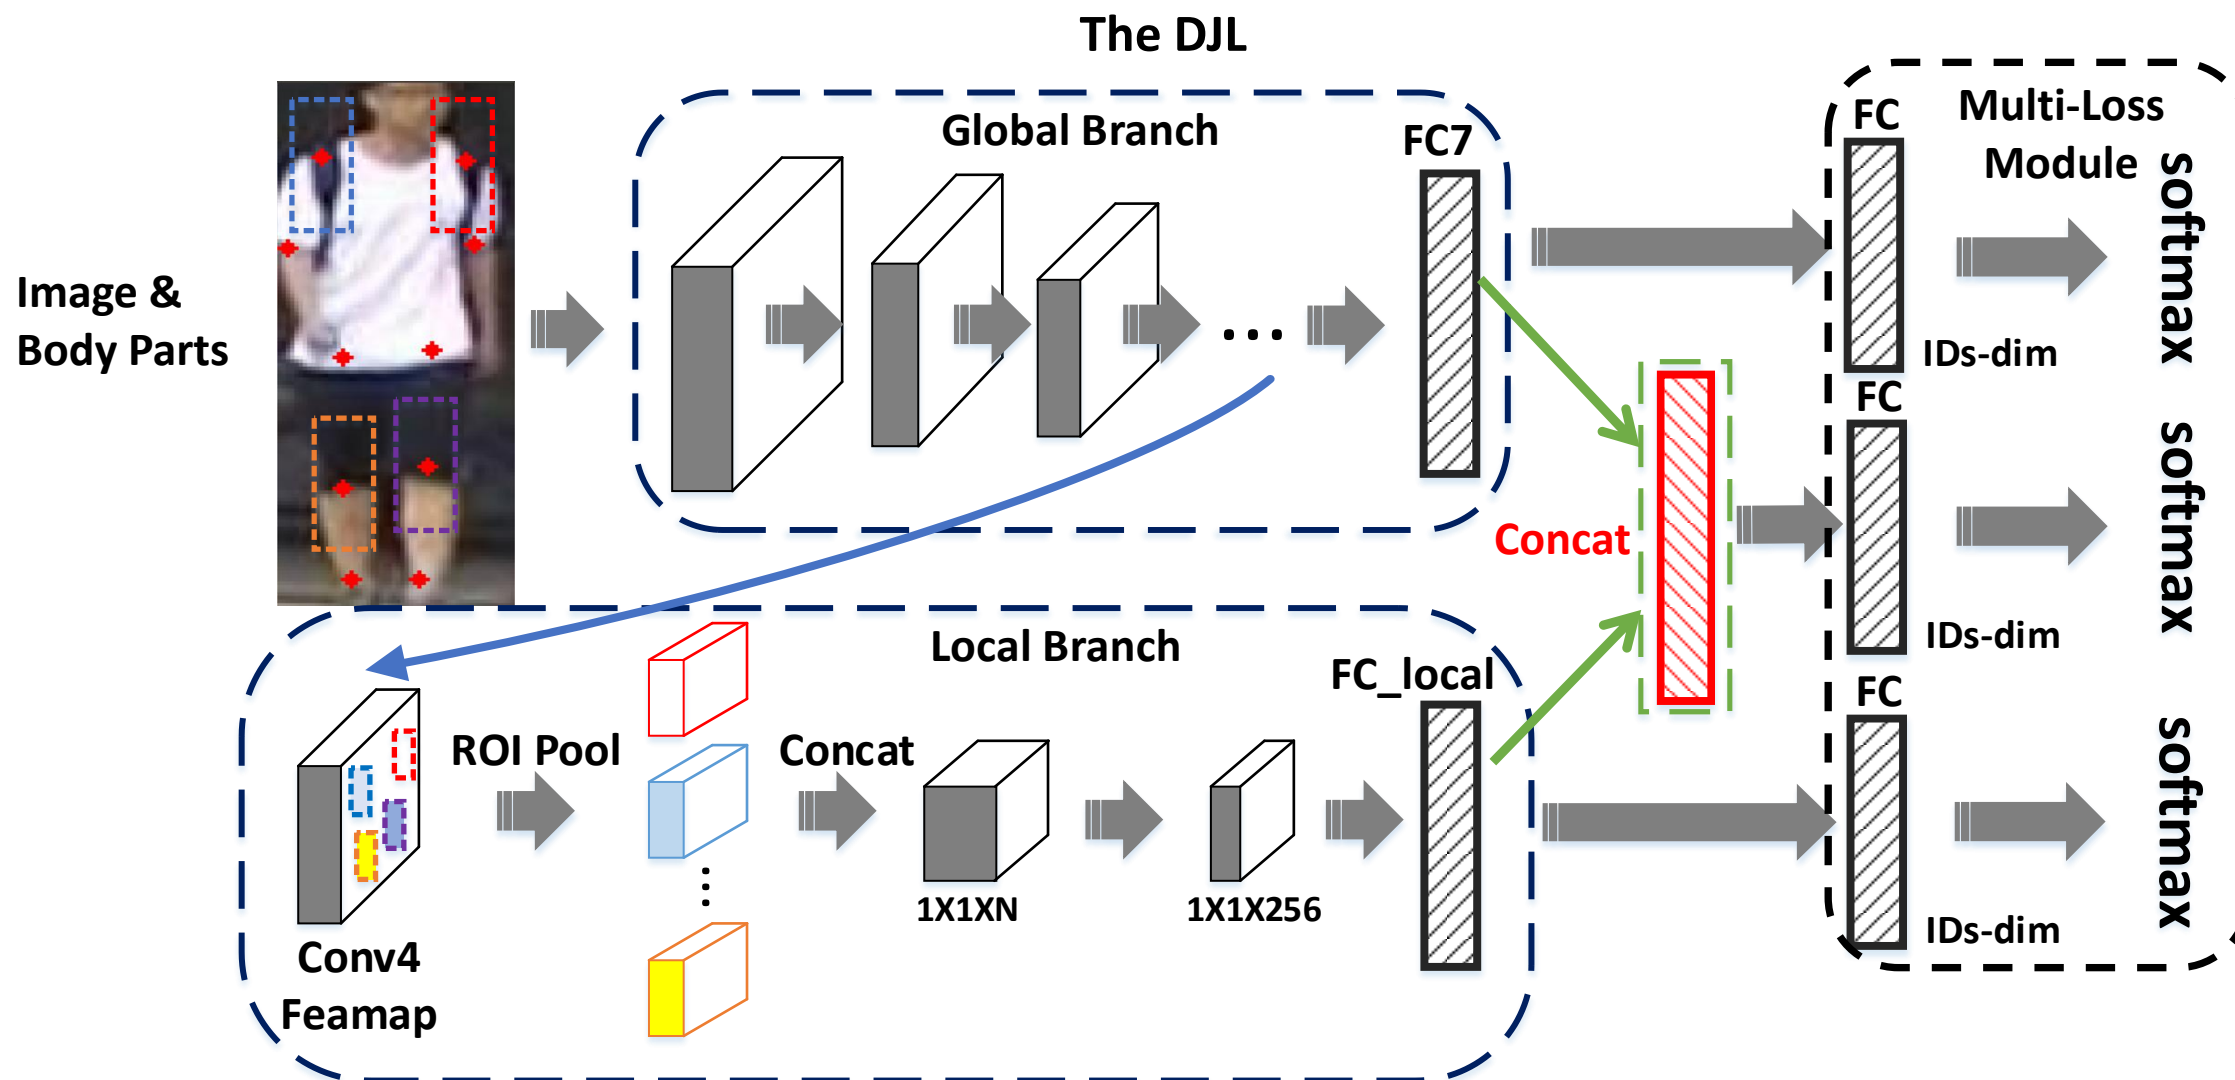 The DJL
Image &
Body Parts
Global Branch
FC7
...
Concat
Local Branch
Conv4
Feamap
ROI Pool
Concat
1X1XN
1X1X256
FC_local
Multi-Loss
Module
FC
IDs-dim
softmax
FC
IDs-dim
softmax
FC
IDs-dim
softmax